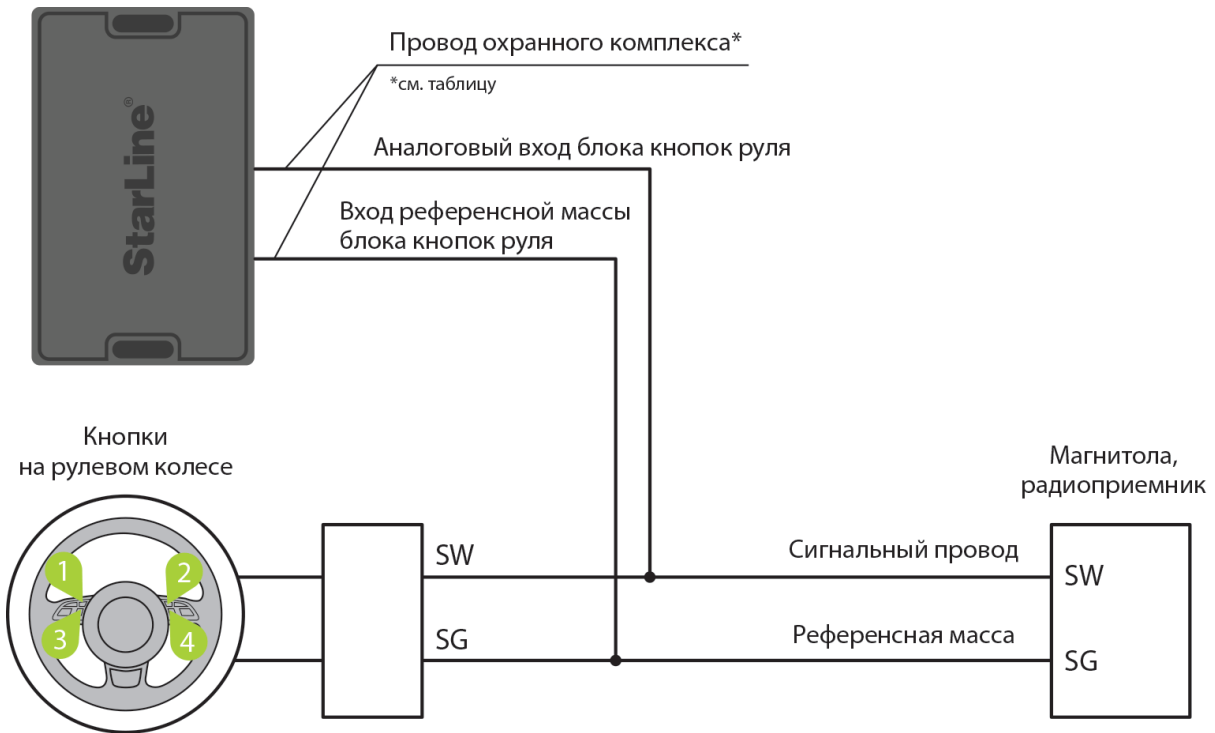 Провод охранного комплекса*
*см. таблицу
StarLine®
Аналоговый вход блока кнопок руля
Вход референсной массы
блока кнопок руля
Кнопки
на рулевом колесе
Магнитола,
радиоприемник
1
2
3
4
SW
Сигнальный провод
SW
SG
Референсная масса
SG